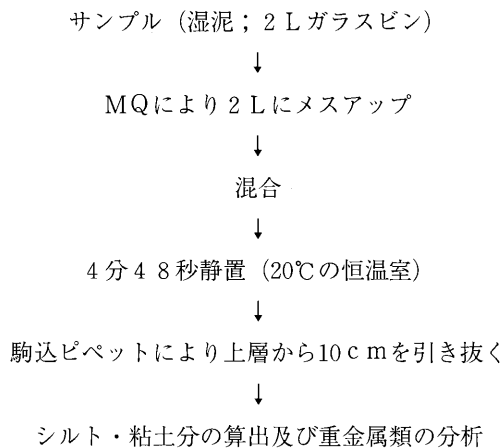 サンプル（湿泥；２Ｌガラスビン）
↓
ＭＱにより２Ｌにメスアップ
↓
混合
↓
４分４８秒静置（20℃の恒温室）
↓
駒込ピペットにより上層から10ｃｍを引き抜く
↓
シルト・粘土分の算出及び重金属類の分析